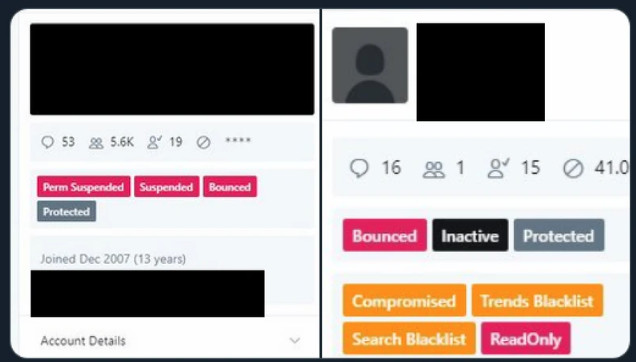 53 5.6K 19 ****
Perm Suspended Suspended Bounced
Protected
Joined Dec 2007 (13 years)
Account Details
16 1 15 41.0
Bounced Inactive Protected
Compromised Trends Blacklist
Search Blacklist ReadOnly